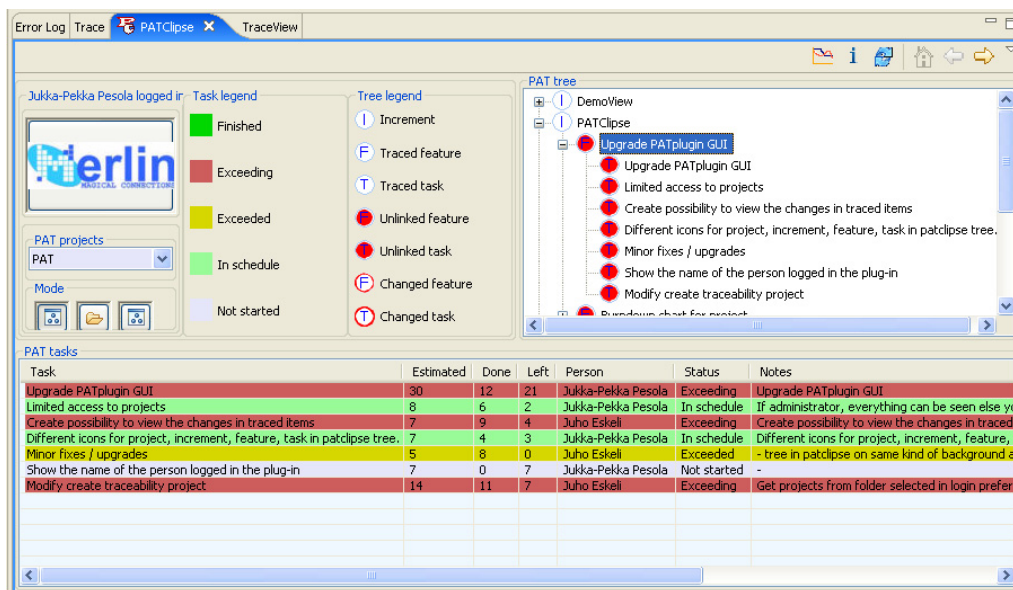 Error Log Trace PATClipse TraceView
Jukka-Pekka Pesola logged in
Merlin
MAGICAL CONNECTIONS
PAT projects
PAT
Mode
Task legend
Finished
Exceeding
Exceeded
In schedule
Not started
Tree legend
I Increment
F Traced feature
T Traced task
F Unlinked feature
T Unlinked task
F Changed feature
T Changed task
PAT tree
I DemoView
I PATClipse
F Upgrade PATplugin GUI
T Upgrade PATplugin GUI
T Limited access to projects
T Create possibility to view the changes in traced items
T Different icons for project, increment, feature, task in patclipse tree.
T Minor fixes / upgrades
T Show the name of the person logged in the plug-in
T Modify create traceability project
Burndown chart for project
PAT tasks
Task Estimated Done Left Person Status Notes
Upgrade PATplugin GUI 30 12 21 Jukka-Pekka Pesola Exceeding Upgrade PATplugin GUI
Limited access to projects 8 6 2 Jukka-Pekka Pesola In schedule If administrator, everything can be seen else yo
Create possibility to view the changes in traced items 7 9 4 Juho Eskeli Exceeding Create possibility to view the changes in traced
Different icons for project, increment, feature, task in patclipse tree. 7 4 3 Jukka-Pekka Pesola In schedule Different icons for project, increment, feature,
Minor fixes / upgrades 5 8 0 Juho Eskeli Exceeded - tree in patclipse on same kind of background a
Show the name of the person logged in the plug-in 7 0 7 Jukka-Pekka Pesola Not started -
Modify create traceability project 14 11 7 Juho Eskeli Exceeding Get projects from folder selected in login prefer